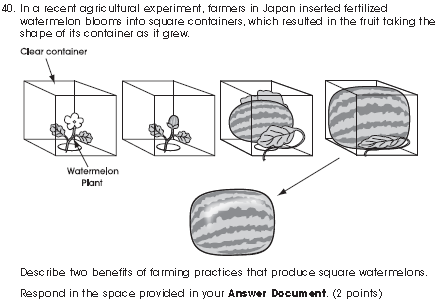 40. In a recent agricultural experiment, farmers in Japan inserted fertilized
watermelon blooms into square containers, which resulted in the fruit taking the
shape of its container as it grew.
Clear container
Watermelon
Plant
Describe two benefits of farming practices that produce square watermelons.
Respond in the space provided in your Answer Document. (2 points)